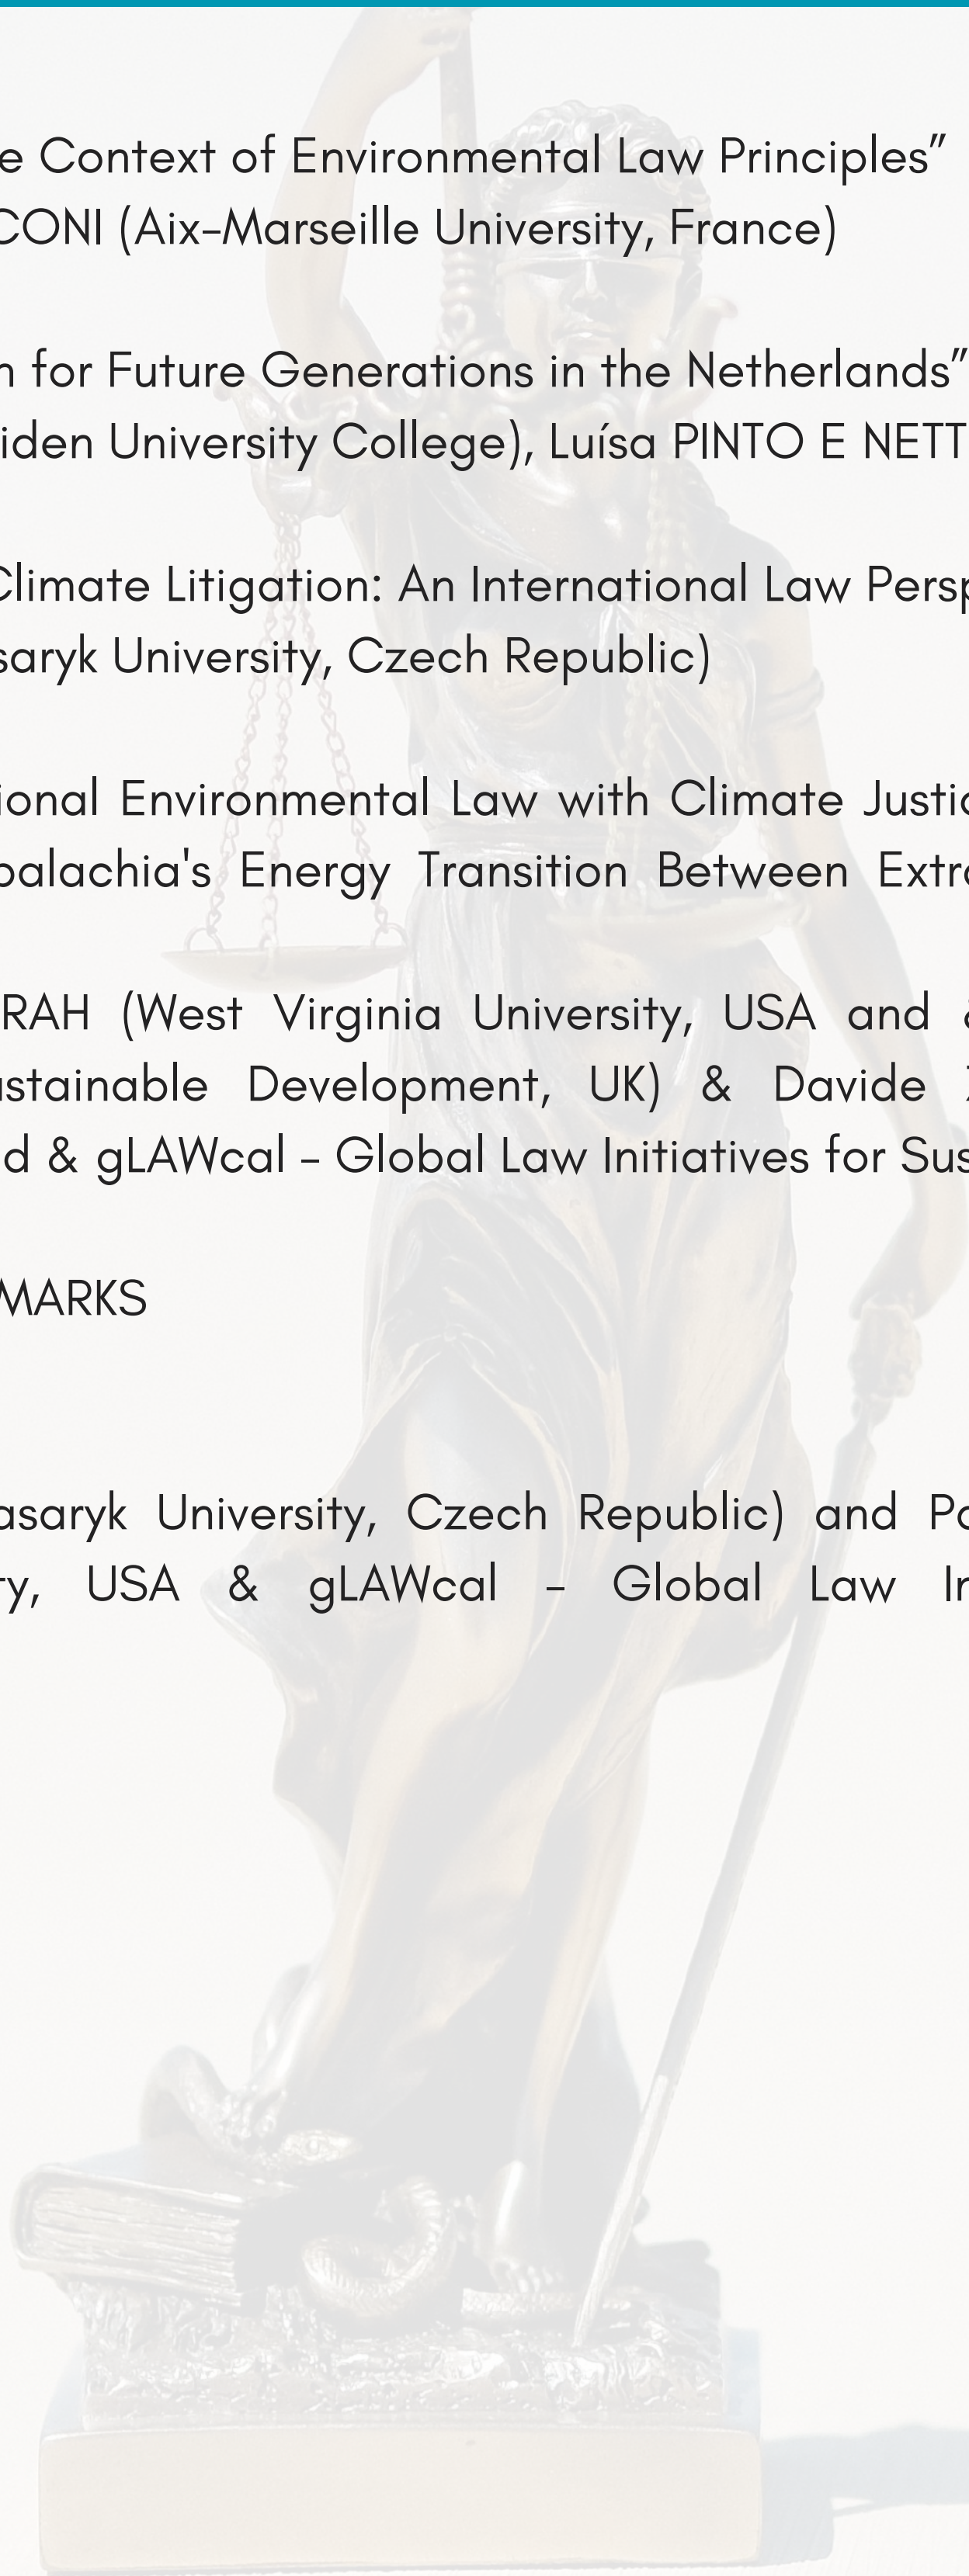 e Context of Environmental Law Principles”
CONI (Aix-Marseille University, France)
n for Future Generations in the Netherlands”
iden University College), Luísa PINTO E NETT
Climate Litigation: An International Law Persp
saryk University, Czech Republic)
ional Environmental Law with Climate Justic
palachia's Energy Transition Between Extra
RAH (West Virginia University, USA and &
ustainable Development, UK) & Davide Z
d & gLAWcal – Global Law Initiatives for Sus
MARKS
asaryk University, Czech Republic) and Pa
ty, USA & gLAWcal – Global Law In